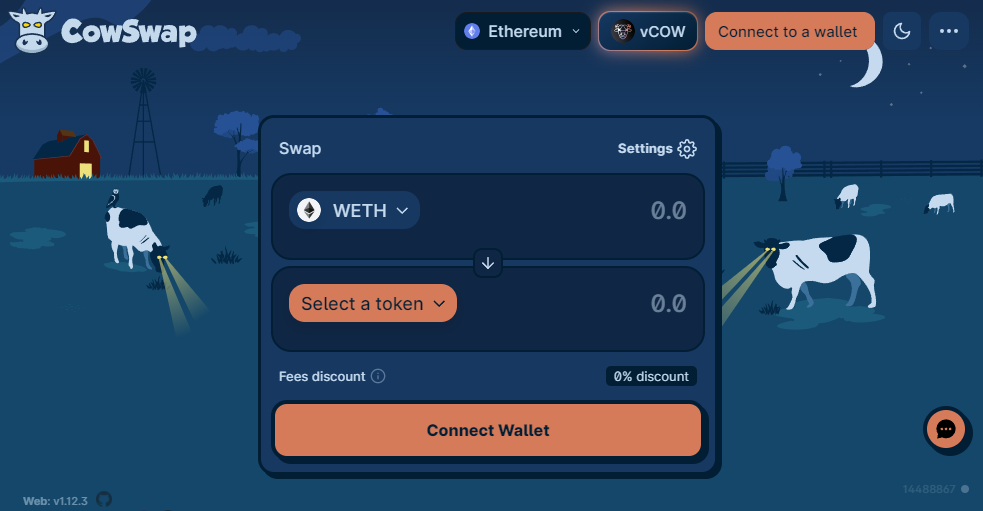 CowSwap
Ethereum
vCOW
Connect to a wallet
Swap
Settings
WETH
0.0
Select a token
0.0
Fees discount
0% discount
Connect Wallet
Web: v1.12.3
14488867